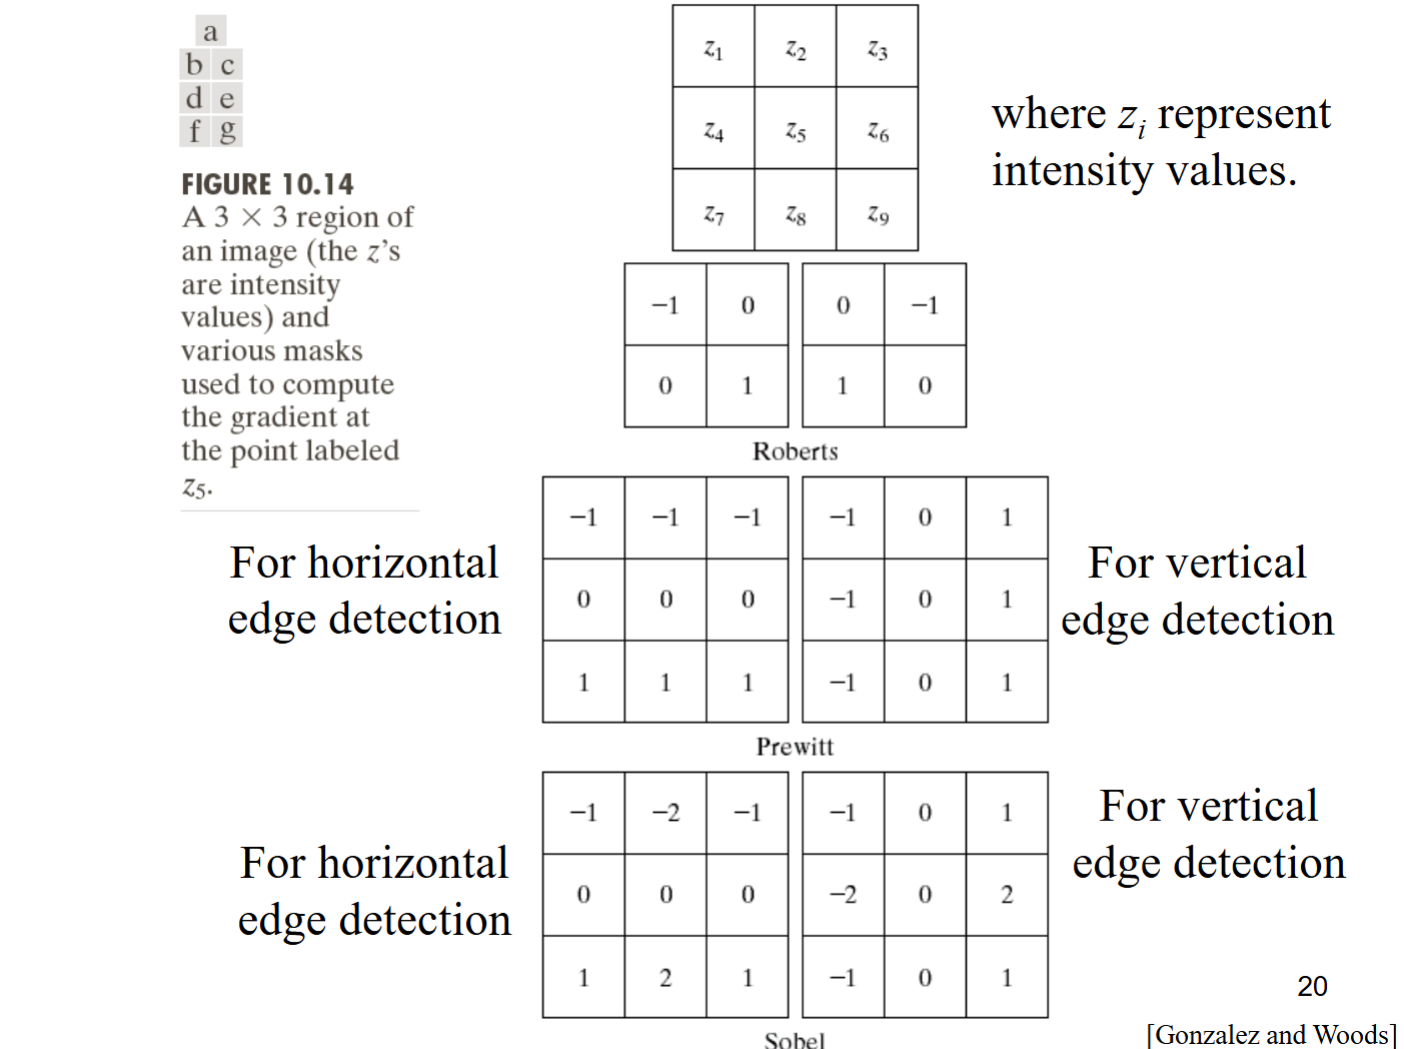 a
b c
d e
f g
FIGURE 10.14
A 3 × 3 region of
an image (the z’s
are intensity
values) and
various masks
used to compute
the gradient at
the point labeled
z₅.
z₁ z₂ z₃
z₄ z₅ z₆
z₇ z₈ z₉
where zᵢ represent
intensity values.
−1 0 0 −1
0 1 1 0
Roberts
For horizontal
edge detection
−1 −1 −1 −1 0 1
0 0 0 −1 0 1
1 1 1 −1 0 1
For vertical
edge detection
Prewitt
For horizontal
edge detection
−1 −2 −1 −1 0 1
0 0 0 −2 0 2
1 2 1 −1 0 1
For vertical
edge detection
Sobel
20
[Gonzalez and Woods]